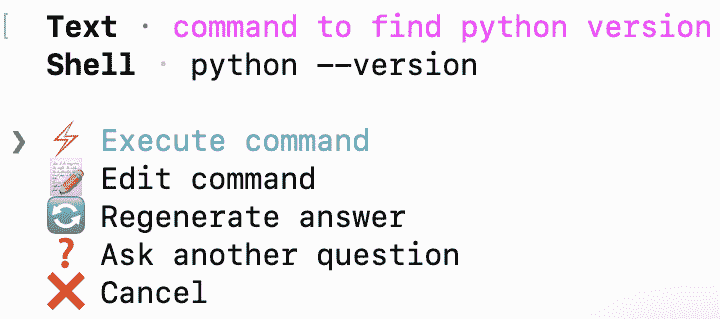 Text · command to find python version
Shell · python --version
❯ ⚡ Execute command
📝 Edit command
🔄 Regenerate answer
❓ Ask another question
❌ Cancel